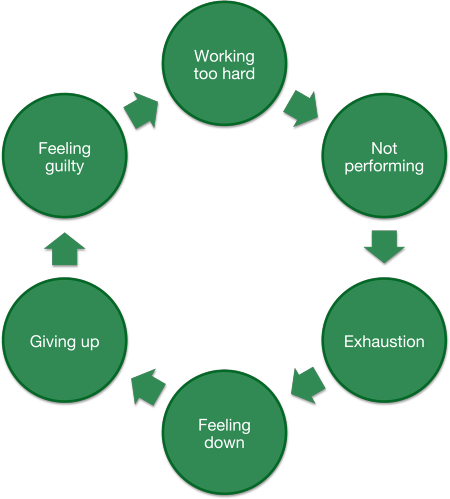 Working
too hard
Not
performing
Exhaustion
Feeling
down
Giving up
Feeling
guilty